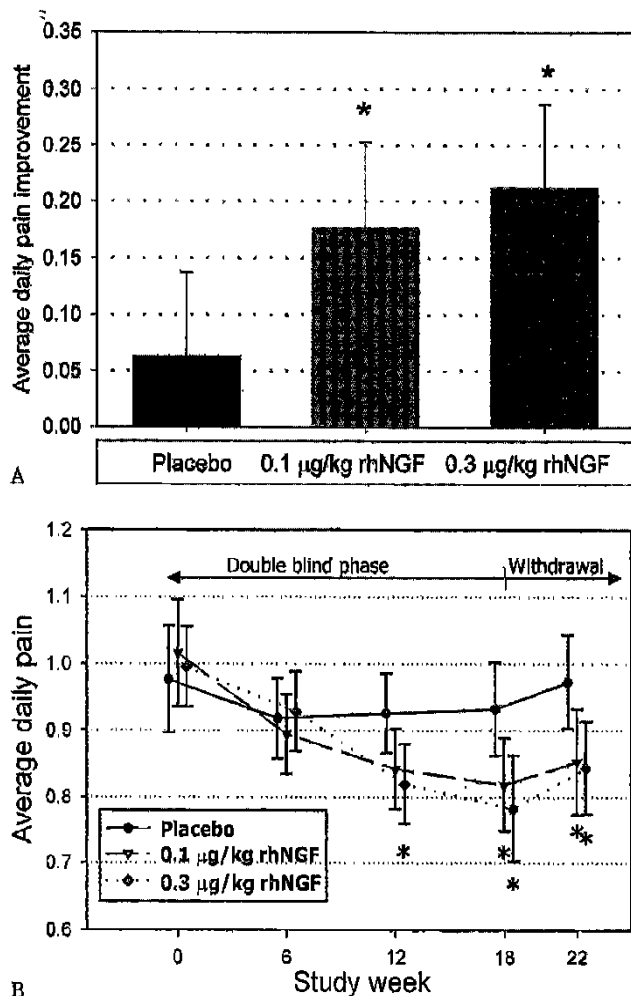 0.35
0.30
0.25
0.20
0.15
0.10
0.05
0.00
Average daily pain improvement
*
*
Placebo 0.1 μg/kg rhNGF 0.3 μg/kg rhNGF
A
1.2
1.1
1.0
0.9
0.8
0.7
0.6
Average daily pain
Double blind phase Withdrawal
Placebo
0.1 μg/kg rhNGF
0.3 μg/kg rhNGF
* * * * *
0 6 12 18 22
Study week
B